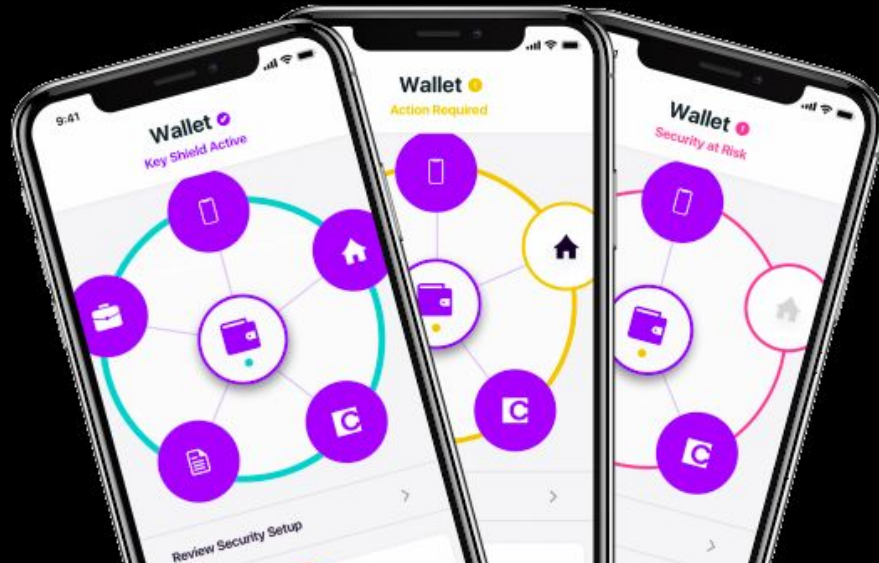 9:41
Wallet
Key Shield Active
C
Review Security Setup
Wallet !
Action Required
C
Wallet !
Security at Risk
C